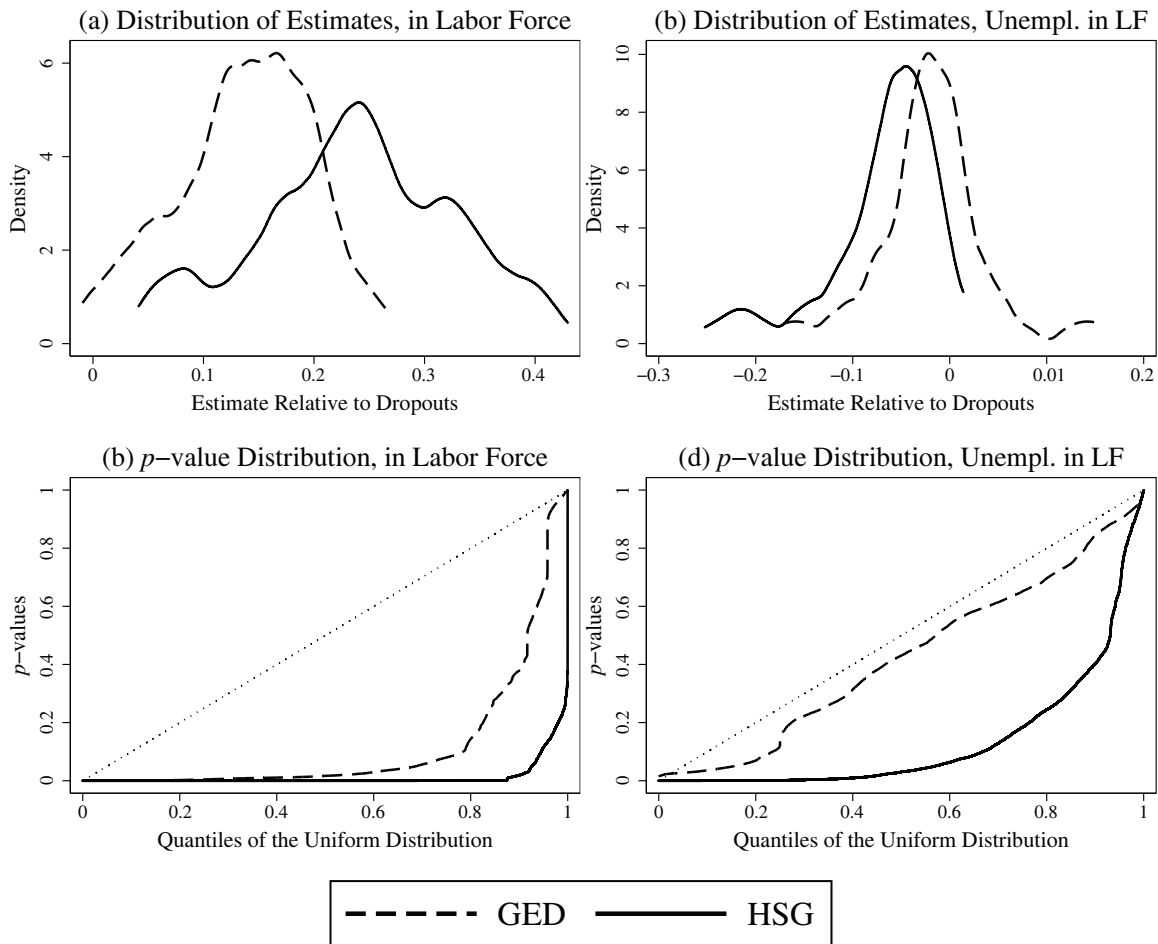 (a) Distribution of Estimates, in Labor Force
Density
0 2 4 6
0 0.1 0.2 0.3 0.4
Estimate Relative to Dropouts
(b) Distribution of Estimates, Unempl. in LF
Density
0 2 4 6 8 10
−0.3 −0.2 −0.1 0 0.01 0.2
Estimate Relative to Dropouts
(b) p−value Distribution, in Labor Force
p−values
0 0.2 0.4 0.6 0.8 1
0 0.2 0.4 0.6 0.8 1
Quantiles of the Uniform Distribution
(d) p−value Distribution, Unempl. in LF
p−values
0 0.2 0.4 0.6 0.8 1
0 0.2 0.4 0.6 0.8 1
Quantiles of the Uniform Distribution
GED HSG